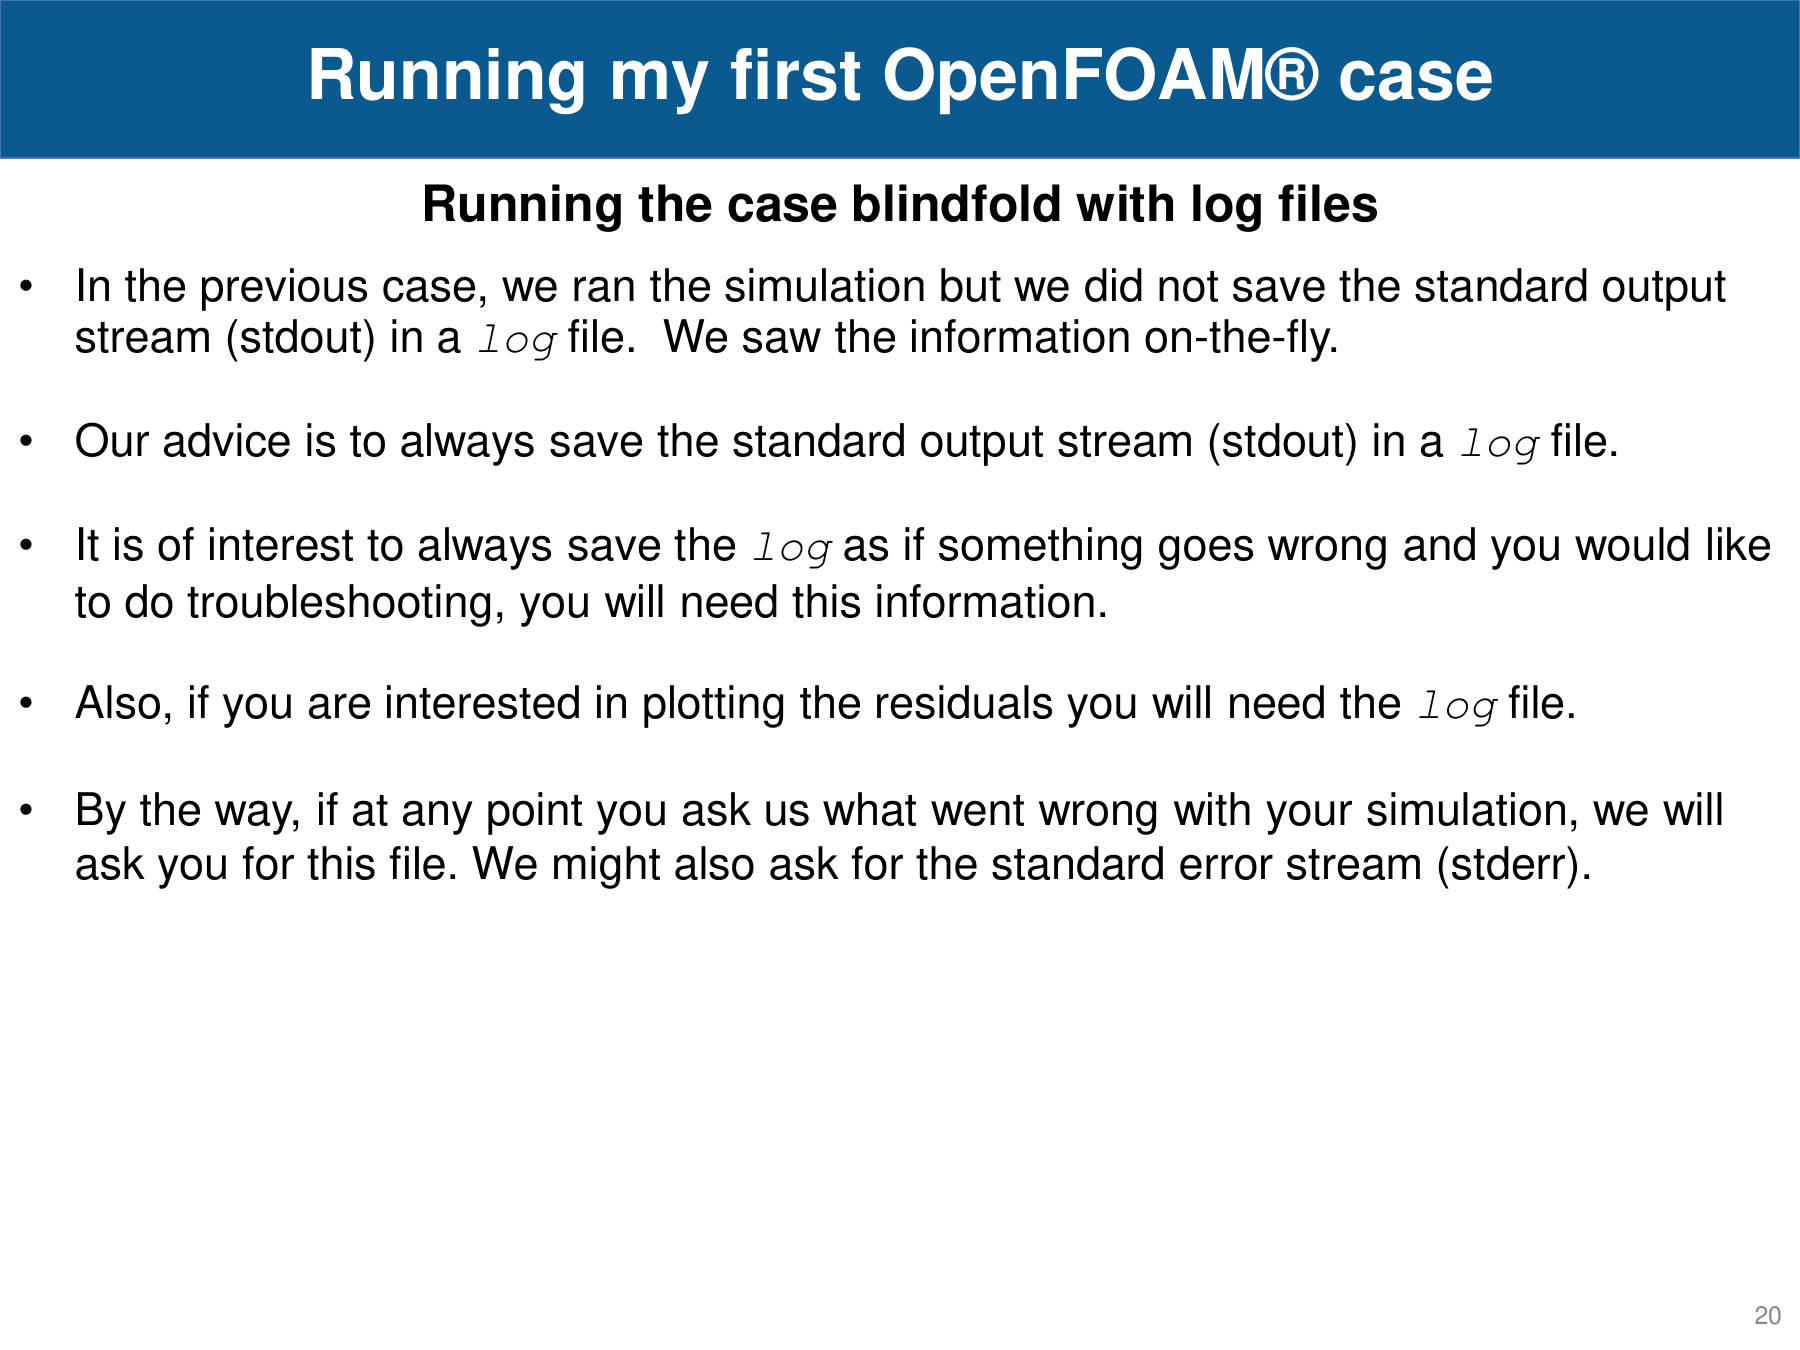 Running my first OpenFOAM® case
Running the case blindfold with log files
• In the previous case, we ran the simulation but we did not save the standard output
stream (stdout) in a log file.  We saw the information on-the-fly.
• Our advice is to always save the standard output stream (stdout) in a log file.
• It is of interest to always save the log as if something goes wrong and you would like
to do troubleshooting, you will need this information.
• Also, if you are interested in plotting the residuals you will need the log file.
• By the way, if at any point you ask us what went wrong with your simulation, we will
ask you for this file. We might also ask for the standard error stream (stderr).
20